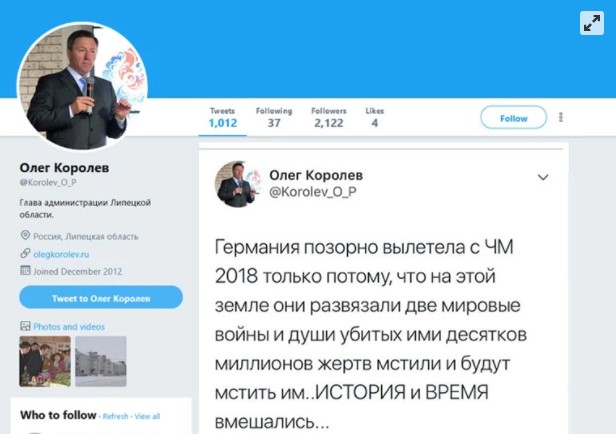 Tweets Following Followers Likes
1,012 37 2,122 4
Follow
Олег Королев
@Korolev_O_P
Глава администрации Липецкой
области.
Россия, Липецкая область
olegkorolev.ru
Joined December 2012
Tweet to Олег Королев
Photos and videos
Who to follow · Refresh · View all
Олег Королев
@Korolev_O_P
Германия позорно вылетела с ЧМ
2018 только потому, что на этой
земле они развязали две мировые
войны и души убитых ими десятков
миллионов жертв мстили и будут
мстить им..ИСТОРИЯ и ВРЕМЯ
вмешались...